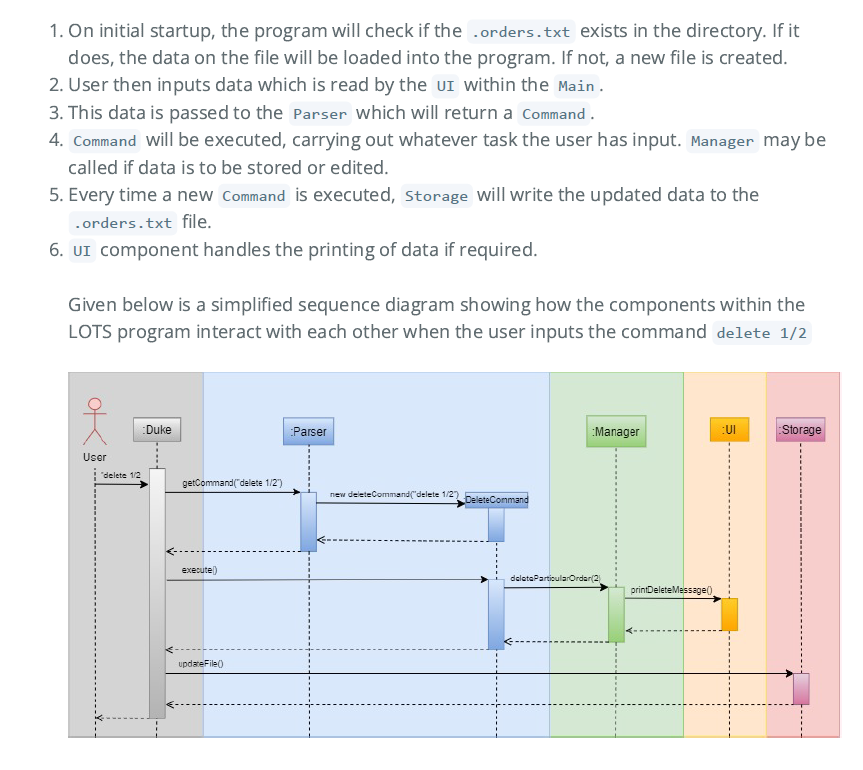 1. On initial startup, the program will check if the .orders.txt exists in the directory. If it
does, the data on the file will be loaded into the program. If not, a new file is created.
2. User then inputs data which is read by the UI within the Main.
3. This data is passed to the Parser which will return a Command.
4. Command will be executed, carrying out whatever task the user has input. Manager may be
called if data is to be stored or edited.
5. Every time a new Command is executed, Storage will write the updated data to the
.orders.txt file.
6. UI component handles the printing of data if required.
Given below is a simplified sequence diagram showing how the components within the
LOTS program interact with each other when the user inputs the command delete 1/2
:Duke
:Parser
:Manager
:UI
:Storage
User
"delete 1/2
getCommand("delete 1/2")
new deleteCommand("delete 1/2")
:DeleteCommand
execute()
deleteParticularOrder(2)
printDeleteMessage()
updateFile()